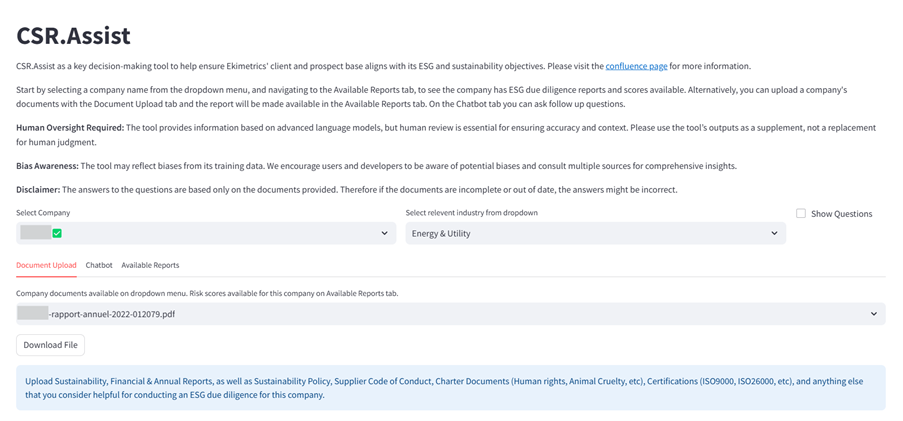 CSR.Assist
CSR.Assist as a key decision-making tool to help ensure Ekimetrics' client and prospect base aligns with its ESG and sustainability objectives. Please visit the confluence page for more information.
Start by selecting a company name from the dropdown menu, and navigating to the Available Reports tab, to see the company has ESG due diligence reports and scores available. Alternatively, you can upload a company's
documents with the Document Upload tab and the report will be made available in the Available Reports tab. On the Chatbot tab you can ask follow up questions.
Human Oversight Required: The tool provides information based on advanced language models, but human review is essential for ensuring accuracy and context. Please use the tool's outputs as a supplement, not a replacement
for human judgment.
Bias Awareness: The tool may reflect biases from its training data. We encourage users and developers to be aware of potential biases and consult multiple sources for comprehensive insights.
Disclaimer: The answers to the questions are based only on the documents provided. Therefore if the documents are incomplete or out of date, the answers might be incorrect.
Select Company
Select relevent industry from dropdown
Show Questions
Energy & Utility
Document Upload Chatbot Available Reports
Company documents available on dropdown menu. Risk scores available for this company on Available Reports tab.
-rapport-annuel-2022-012079.pdf
Download File
Upload Sustainability, Financial & Annual Reports, as well as Sustainability Policy, Supplier Code of Conduct, Charter Documents (Human rights, Animal Cruelty, etc), Certifications (ISO9000, ISO26000, etc), and anything else
that you consider helpful for conducting an ESG due diligence for this company.